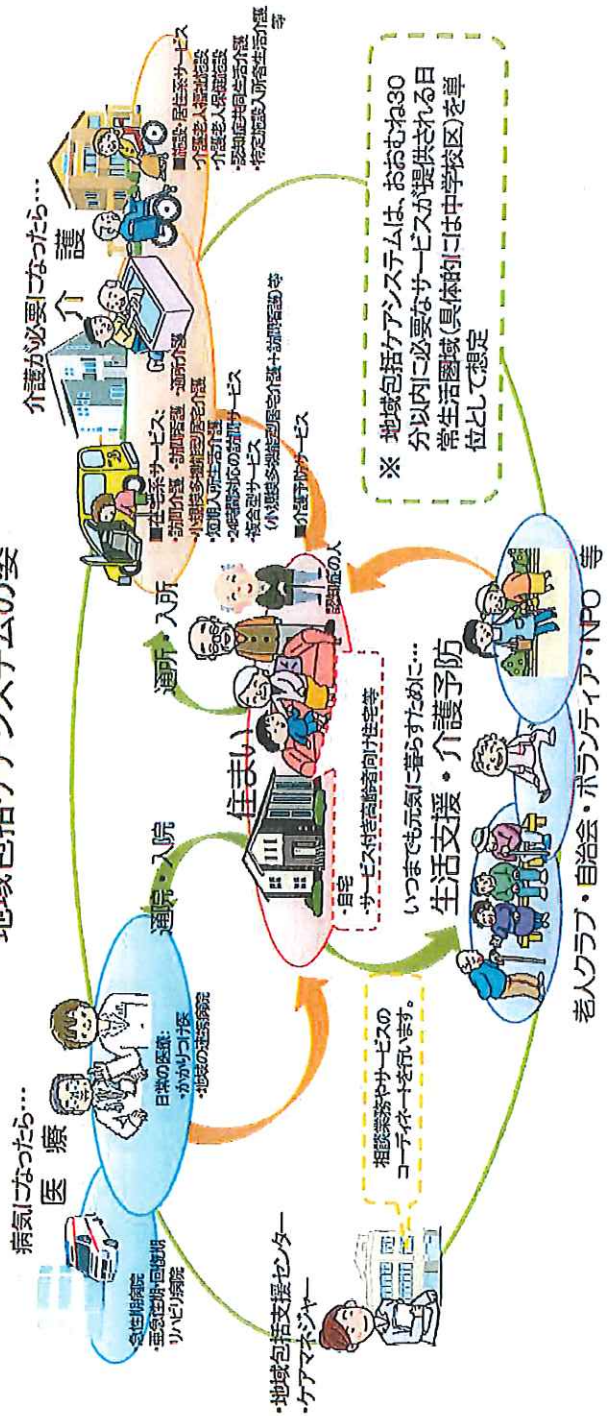 地域包括ケアシステムの姿
病気になったら…
医療
・急性期病院
・亜急性期・回復期
リハビリ病院
日常の医療:
・かかりつけ医
・地域の連携病院
通院・入院
介護が必要になったら…
介護
■在宅系サービス:
・訪問介護 ・訪問看護 ・通所介護
・小規模多機能型居宅介護
・短期入所生活介護
・24時間対応の訪問サービス
・複合型サービス
(小規模多機能型居宅介護+訪問看護)等
■介護予防サービス
■施設・居住系サービス
・介護老人福祉施設
・介護老人保健施設
・認知症共同生活介護
・特定施設入所者生活介護
等
通所・入所
住まい
・自宅
・サービス付き高齢者向け住宅等
認知症の人
・地域包括支援センター
・ケアマネジャー
相談業務やサービスの
コーディネートを行います。
いつまでも元気に暮らすために…
生活支援・介護予防
老人クラブ・自治会・ボランティア・NPO 等
※ 地域包括ケアシステムは、おおむね30
分以内に必要なサービスが提供される日
常生活圏域(具体的には中学校区)を単
位として想定